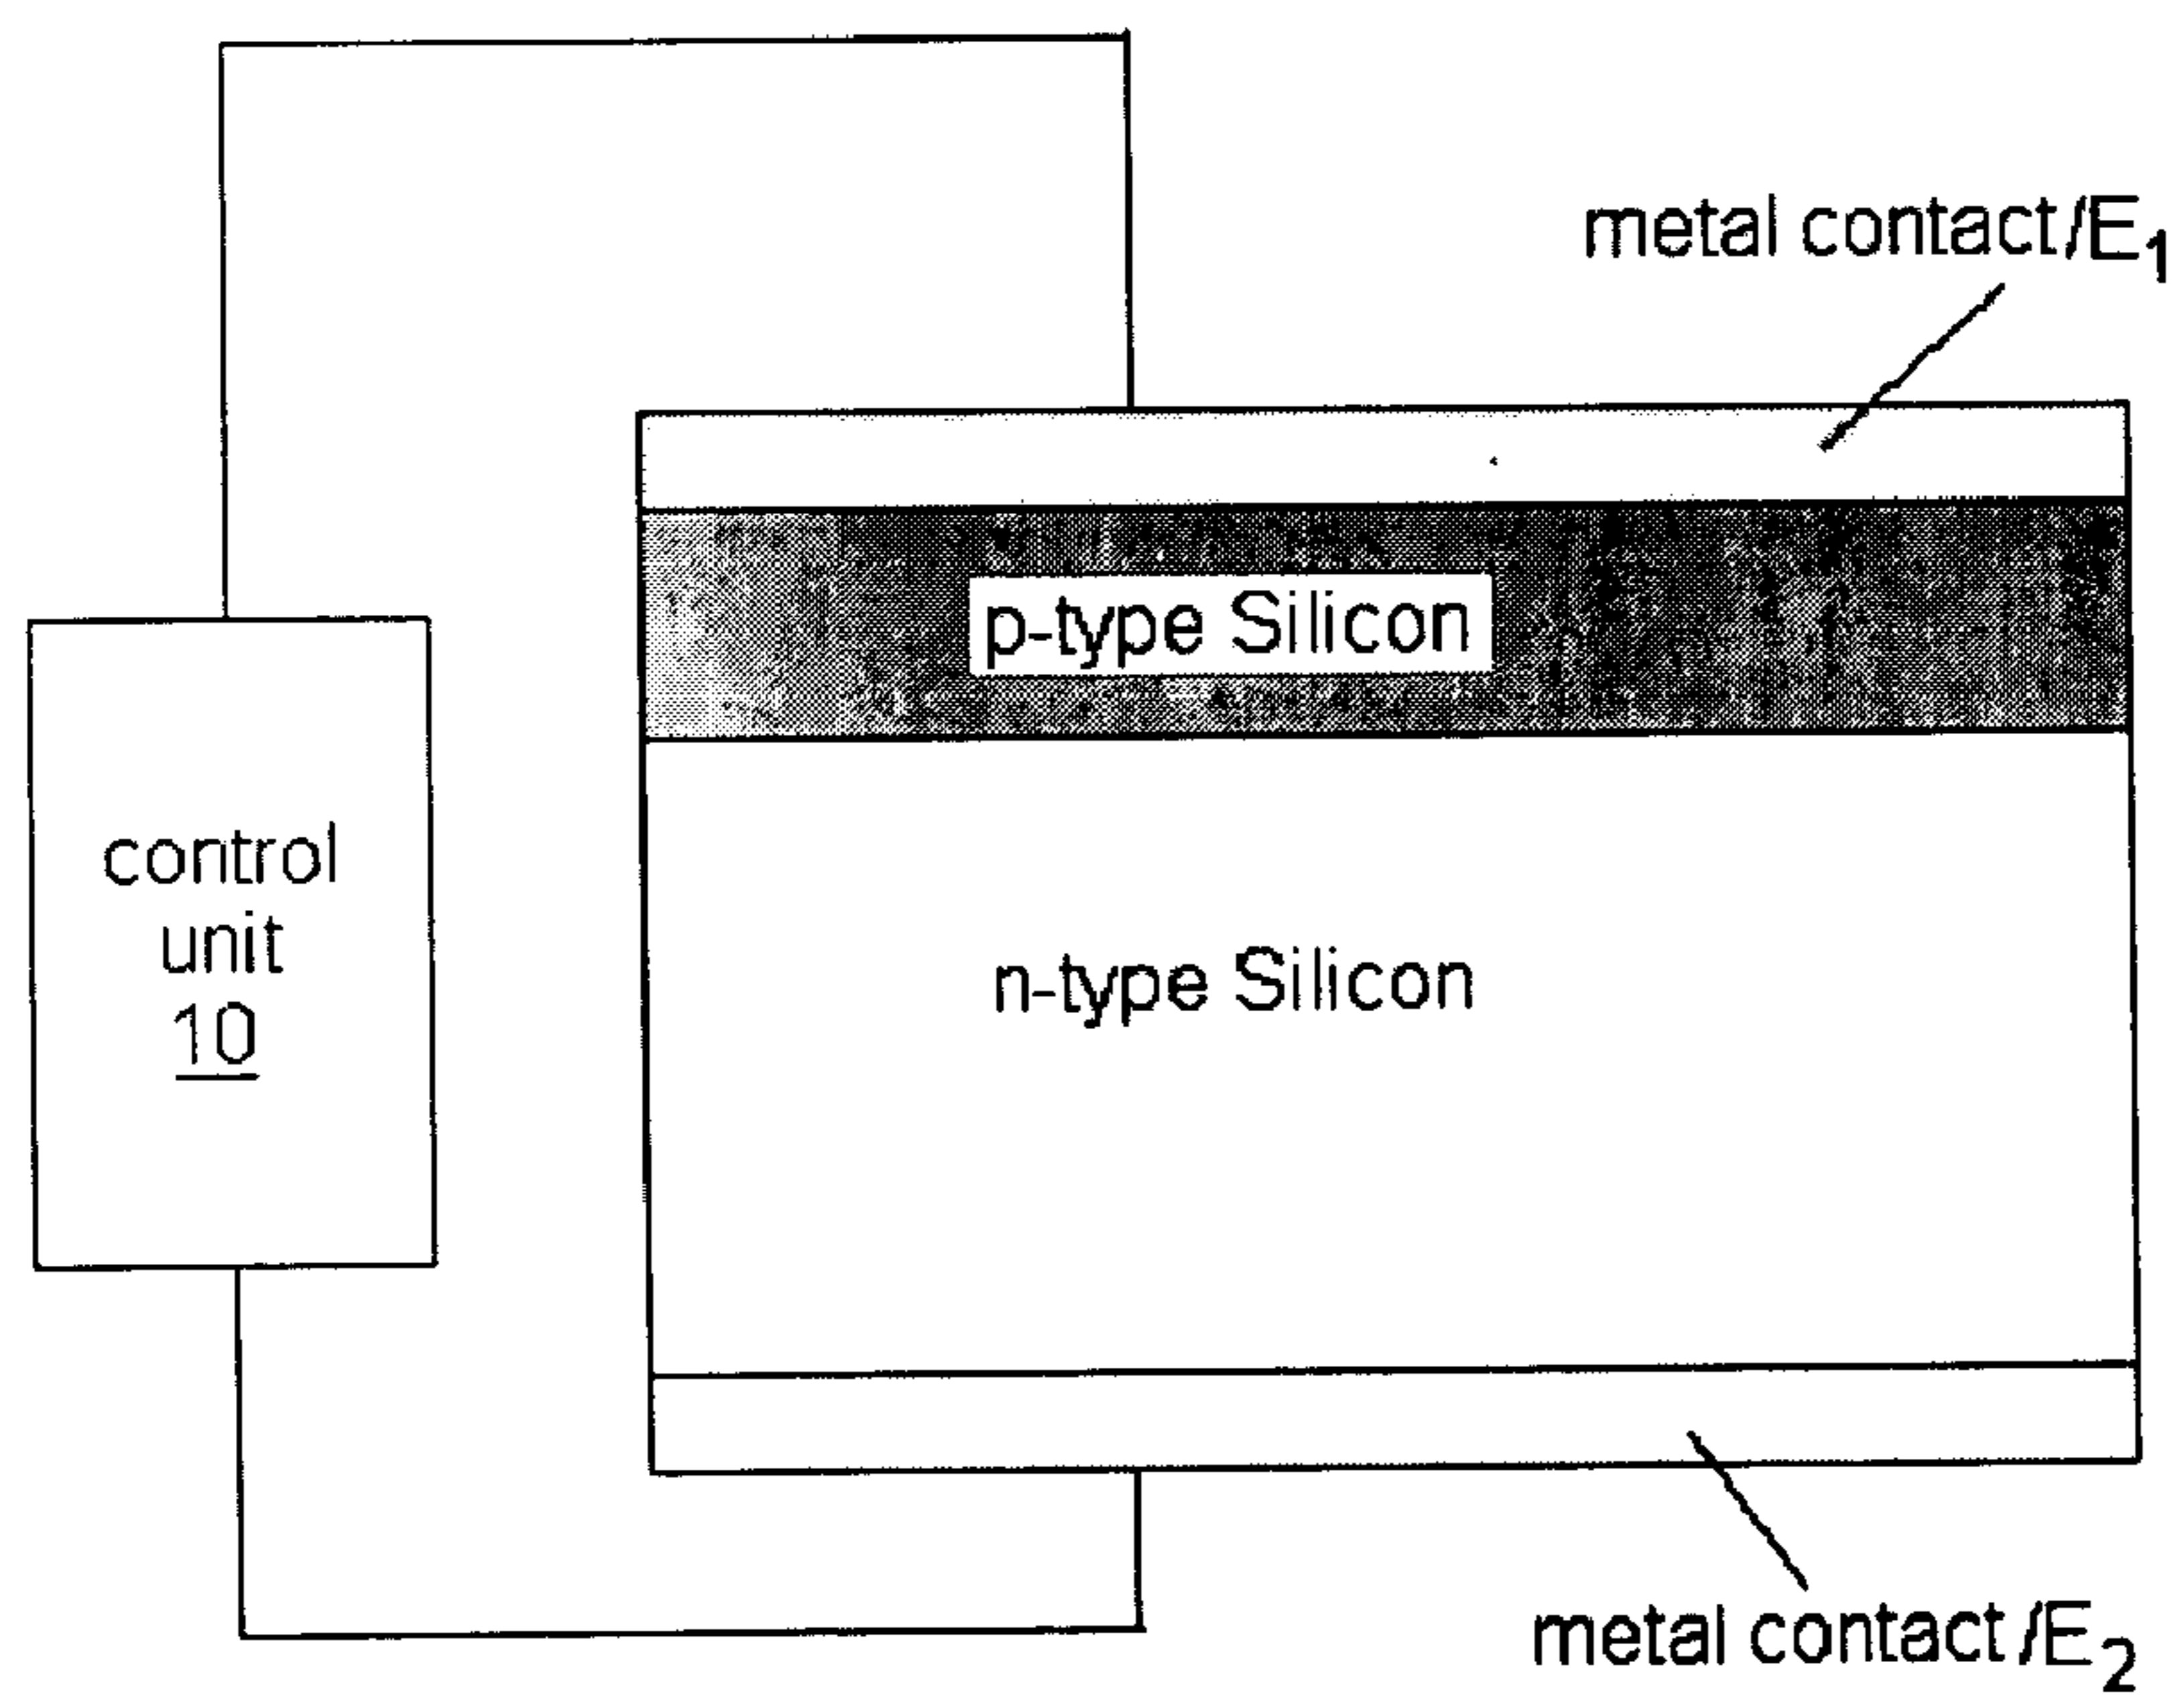 metal contact/E1
p-type Silicon
control
unit
10
n-type Silicon
metal contact/E2